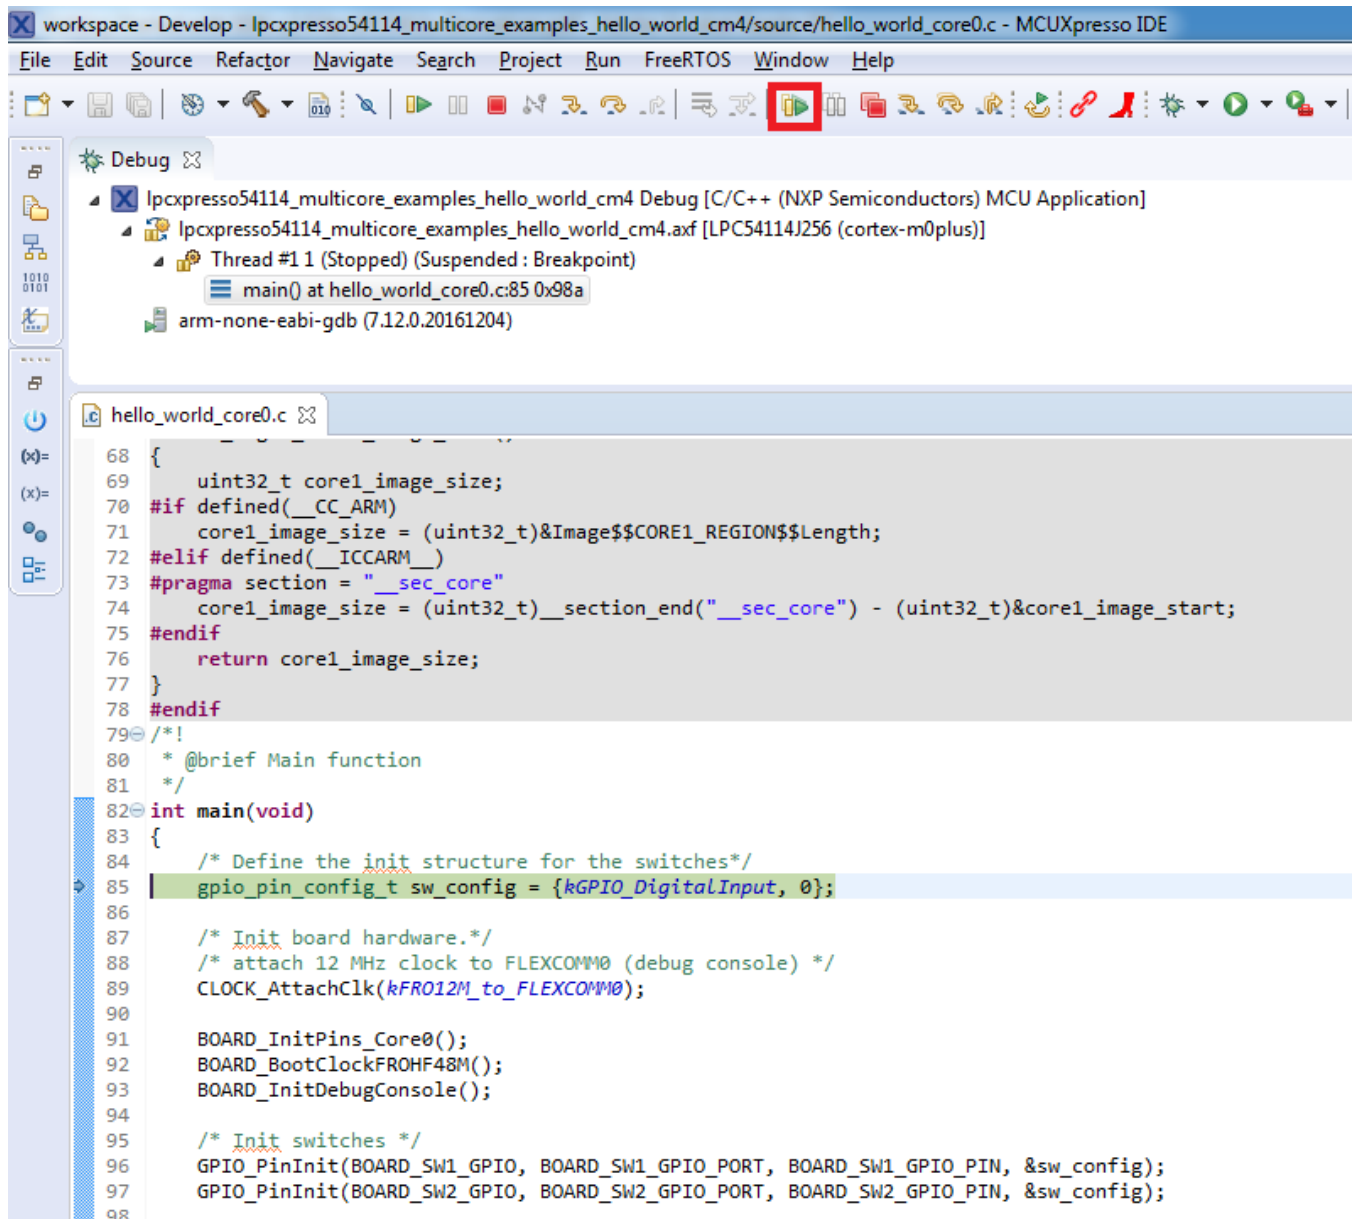 workspace - Develop - lpcxpresso54114_multicore_examples_hello_world_cm4/source/hello_world_core0.c - MCUXpresso IDE
File Edit Source Refactor Navigate Search Project Run FreeRTOS Window Help
Debug
lpcxpresso54114_multicore_examples_hello_world_cm4 Debug [C/C++ (NXP Semiconductors) MCU Application]
lpcxpresso54114_multicore_examples_hello_world_cm4.axf [LPC54114J256 (cortex-m0plus)]
Thread #1 1 (Stopped) (Suspended : Breakpoint)
main() at hello_world_core0.c:85 0x98a
arm-none-eabi-gdb (7.12.0.20161204)
hello_world_core0.c
68 {
69     uint32_t core1_image_size;
70 #if defined(__CC_ARM)
71     core1_image_size = (uint32_t)&Image$$CORE1_REGION$$Length;
72 #elif defined(__ICCARM__)
73 #pragma section = "__sec_core"
74     core1_image_size = (uint32_t)__section_end("__sec_core") - (uint32_t)&core1_image_start;
75 #endif
76     return core1_image_size;
77 }
78 #endif
79 /*!
80  * @brief Main function
81  */
82 int main(void)
83 {
84     /* Define the init structure for the switches*/
85     gpio_pin_config_t sw_config = {kGPIO_DigitalInput, 0};
86
87     /* Init board hardware.*/
88     /* attach 12 MHz clock to FLEXCOMM0 (debug console) */
89     CLOCK_AttachClk(kFRO12M_to_FLEXCOMM0);
90
91     BOARD_InitPins_Core0();
92     BOARD_BootClockFROHF48M();
93     BOARD_InitDebugConsole();
94
95     /* Init switches */
96     GPIO_PinInit(BOARD_SW1_GPIO, BOARD_SW1_GPIO_PORT, BOARD_SW1_GPIO_PIN, &sw_config);
97     GPIO_PinInit(BOARD_SW2_GPIO, BOARD_SW2_GPIO_PORT, BOARD_SW2_GPIO_PIN, &sw_config);
98